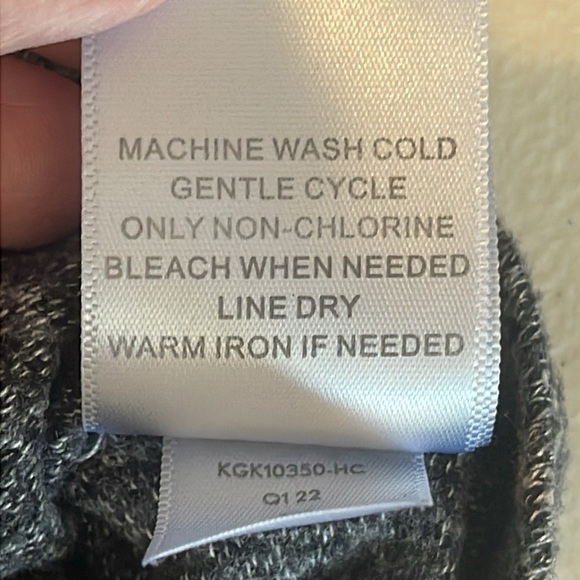 MACHINE WASH COLD
GENTLE CYCLE
ONLY NON-CHLORINE
BLEACH WHEN NEEDED
LINE DRY
WARM IRON IF NEEDED
KGK10350-HC
Q1 22